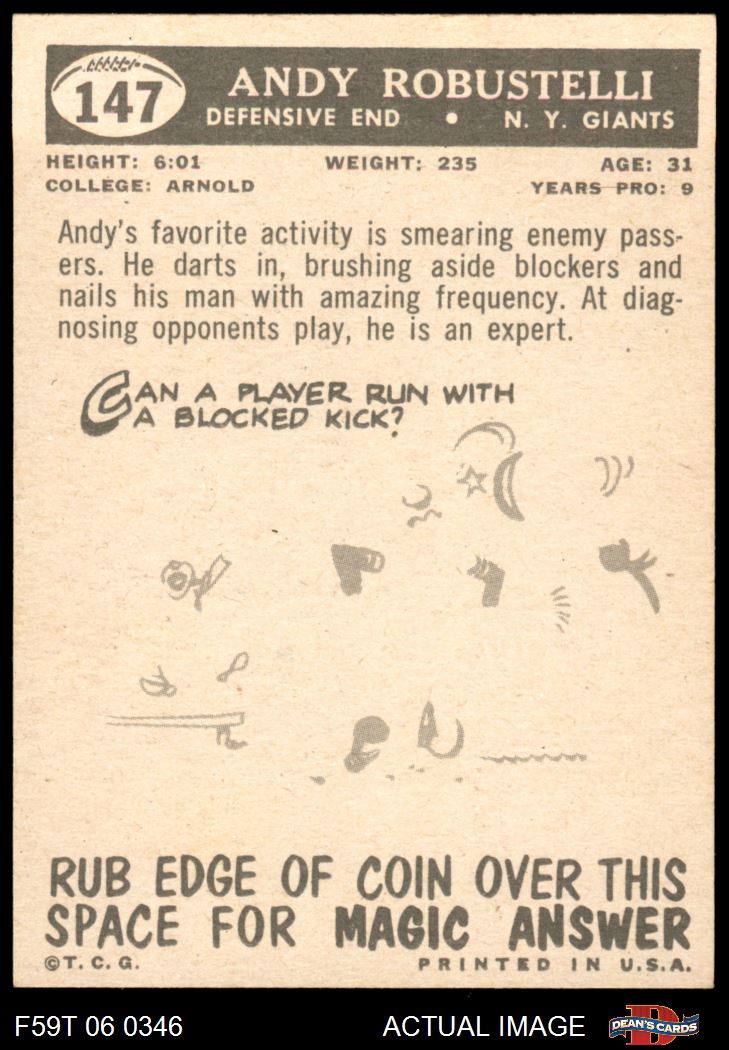 147
ANDY ROBUSTELLI
DEFENSIVE END • N. Y. GIANTS
HEIGHT: 6:01 WEIGHT: 235 AGE: 31
COLLEGE: ARNOLD YEARS PRO: 9
Andy's favorite activity is smearing enemy pass-
ers. He darts in, brushing aside blockers and
nails his man with amazing frequency. At diag-
nosing opponents play, he is an expert.
CAN A PLAYER RUN WITH
A BLOCKED KICK?
RUB EDGE OF COIN OVER THIS
SPACE FOR MAGIC ANSWER
©T. C. G. PRINTED IN U.S.A.
F59T 06 0346 ACTUAL IMAGE D DEAN'S CARDS